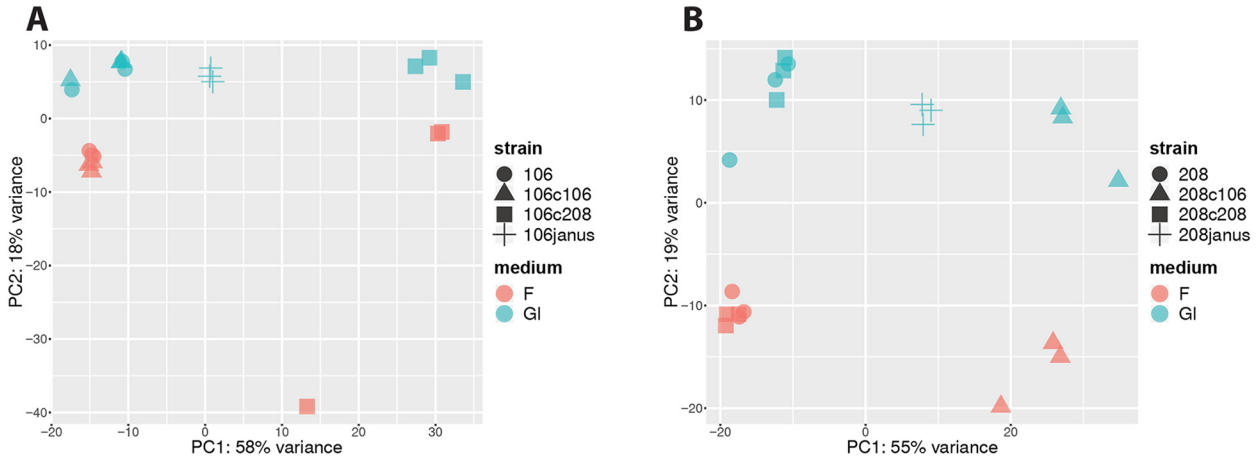 A
10
0
−10
−20
−30
−40
PC2: 18% variance
−20 −10 0 10 20 30
PC1: 58% variance
strain
106
106c106
106c208
106janus
medium
F
Gl
B
10
0
−10
−20
PC2: 19% variance
−20 0 20
PC1: 55% variance
strain
208
208c106
208c208
208janus
medium
F
Gl